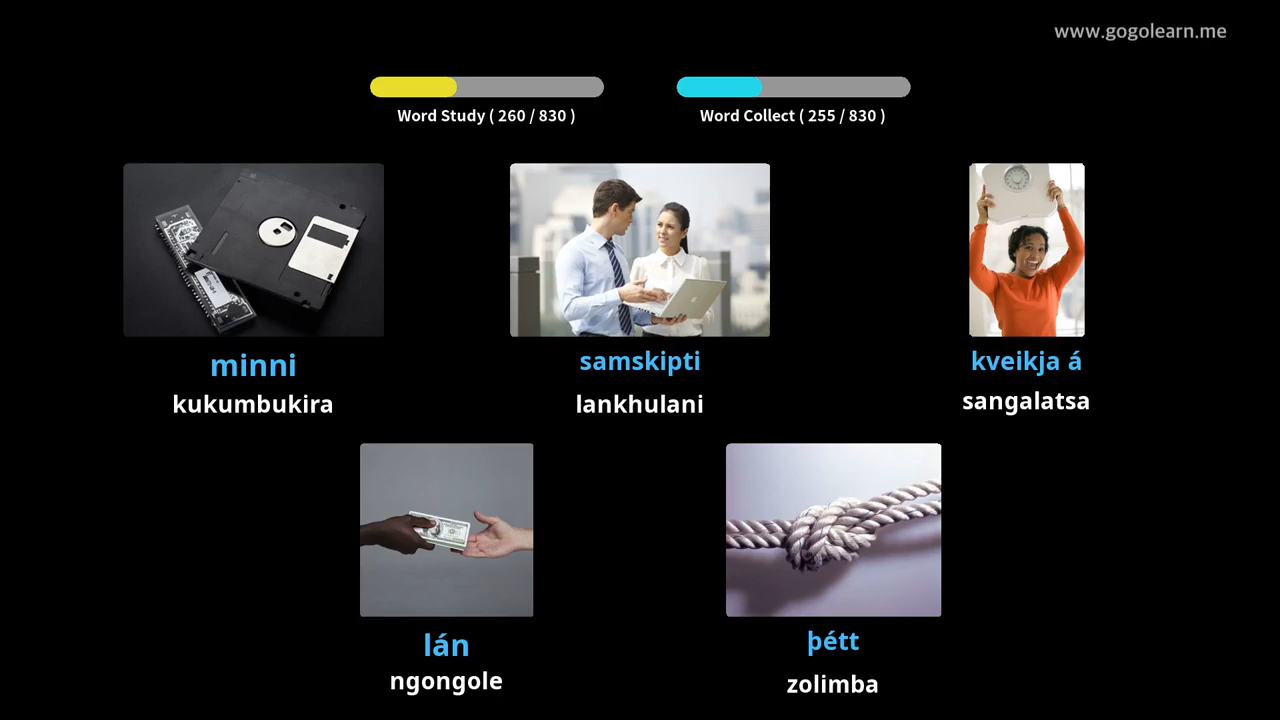 www.gogolearn.me
Word Study ( 260 / 830 )
Word Collect ( 255 / 830 )
minni
kukumbukira
samskipti
lankhulani
kveikja á
sangalatsa
lán
ngongole
þétt
zolimba